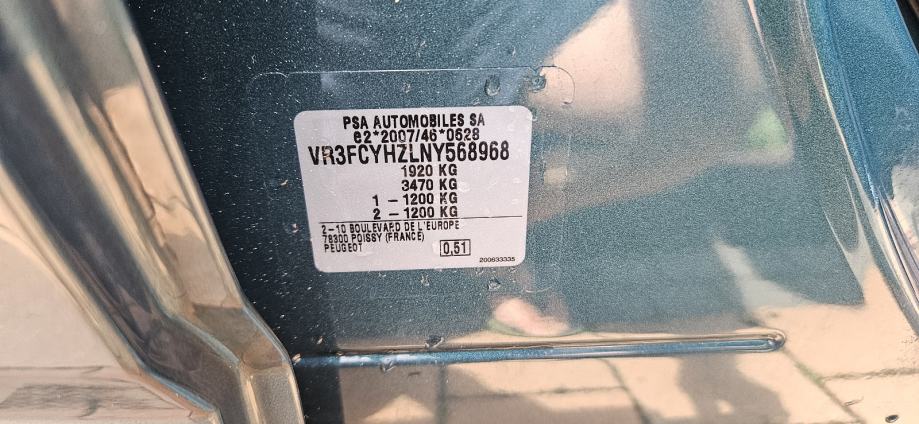 PSA AUTOMOBILES SA
e2*2007/46*0628
VR3FCYHZLNY568968
1920 KG
3470 KG
1 - 1200 KG
2 - 1200 KG
2-10 BOULEVARD DE L'EUROPE
78300 POISSY (FRANCE)
PEUGEOT
0,51
200633335